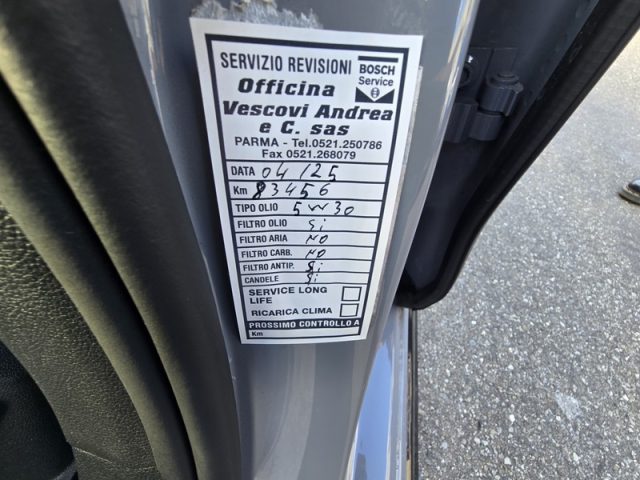 SERVIZIO REVISIONI
BOSCH
Service
Officina
Vescovi Andrea
e C. sas
PARMA - Tel.0521.250786
Fax 0521.268079
DATA 04/25
Km 83456
TIPO OLIO 5W30
FILTRO OLIO Si
FILTRO ARIA NO
FILTRO CARB. NO
FILTRO ANTIP. Si
CANDELE Si
SERVICE LONG
LIFE
RICARICA CLIMA
PROSSIMO CONTROLLO A
Km